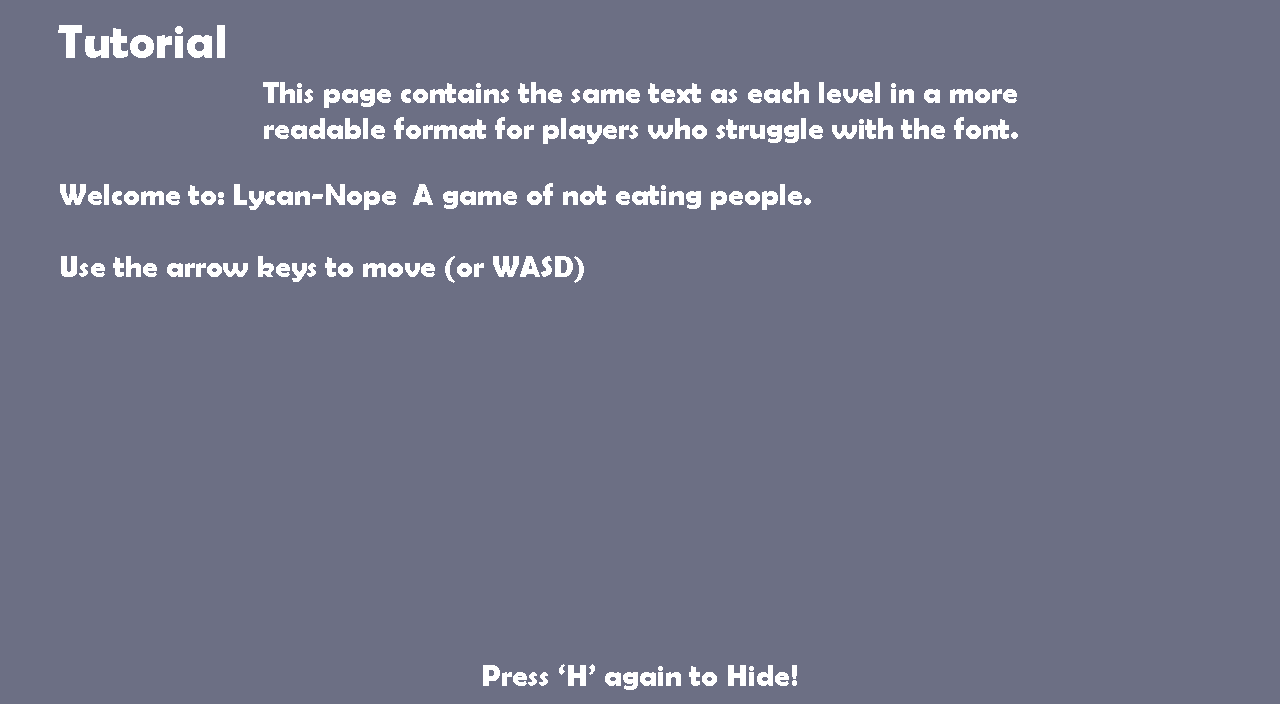 Tutorial
This page contains the same text as each level in a more
readable format for players who struggle with the font.
Welcome to: Lycan-Nope  A game of not eating people.
Use the arrow keys to move (or WASD)
Press ‘H’ again to Hide!